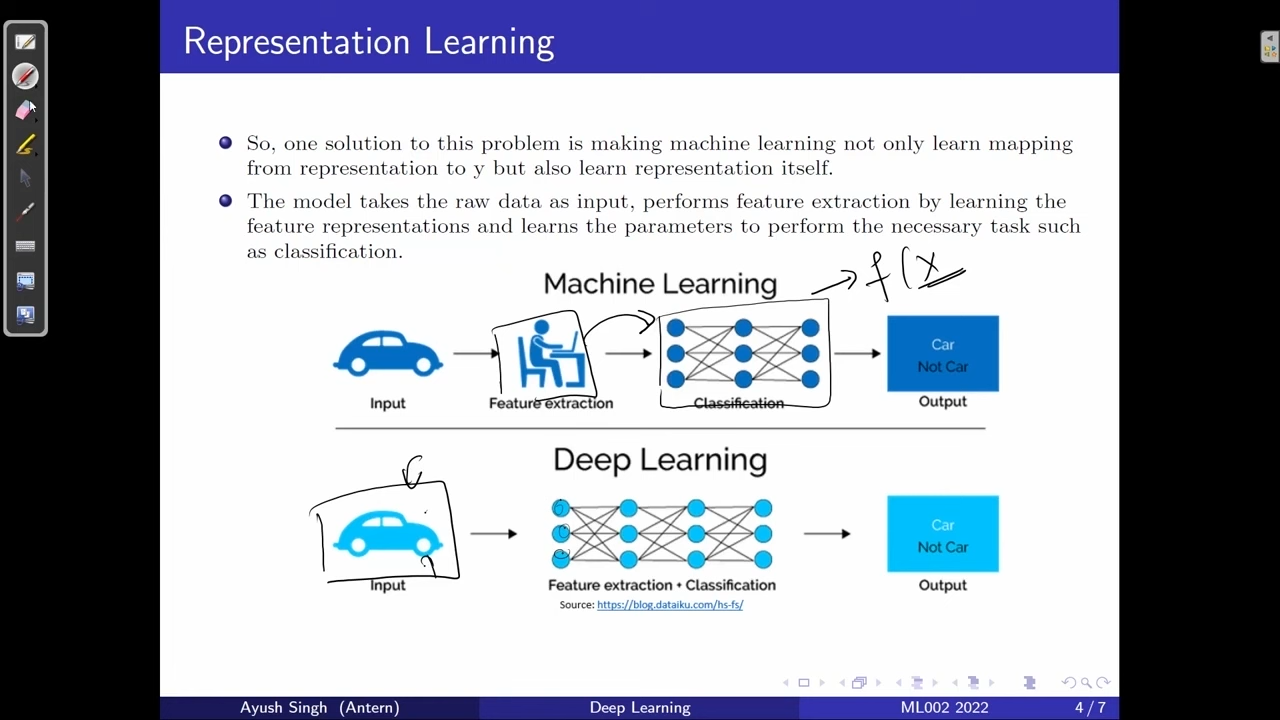 Representation Learning
So, one solution to this problem is making machine learning not only learn mapping
from representation to y but also learn representation itself.
The model takes the raw data as input, performs feature extraction by learning the
feature representations and learns the parameters to perform the necessary task such
as classification.
f(x
Machine Learning
Car
Not Car
Input
Feature extraction
Classification
Output
Deep Learning
Car
Not Car
Input
Feature extraction + Classification
Output
Source: https://blog.dataiku.com/hs-fs/
Ayush Singh (Antern)
Deep Learning
ML002 2022
4 / 7